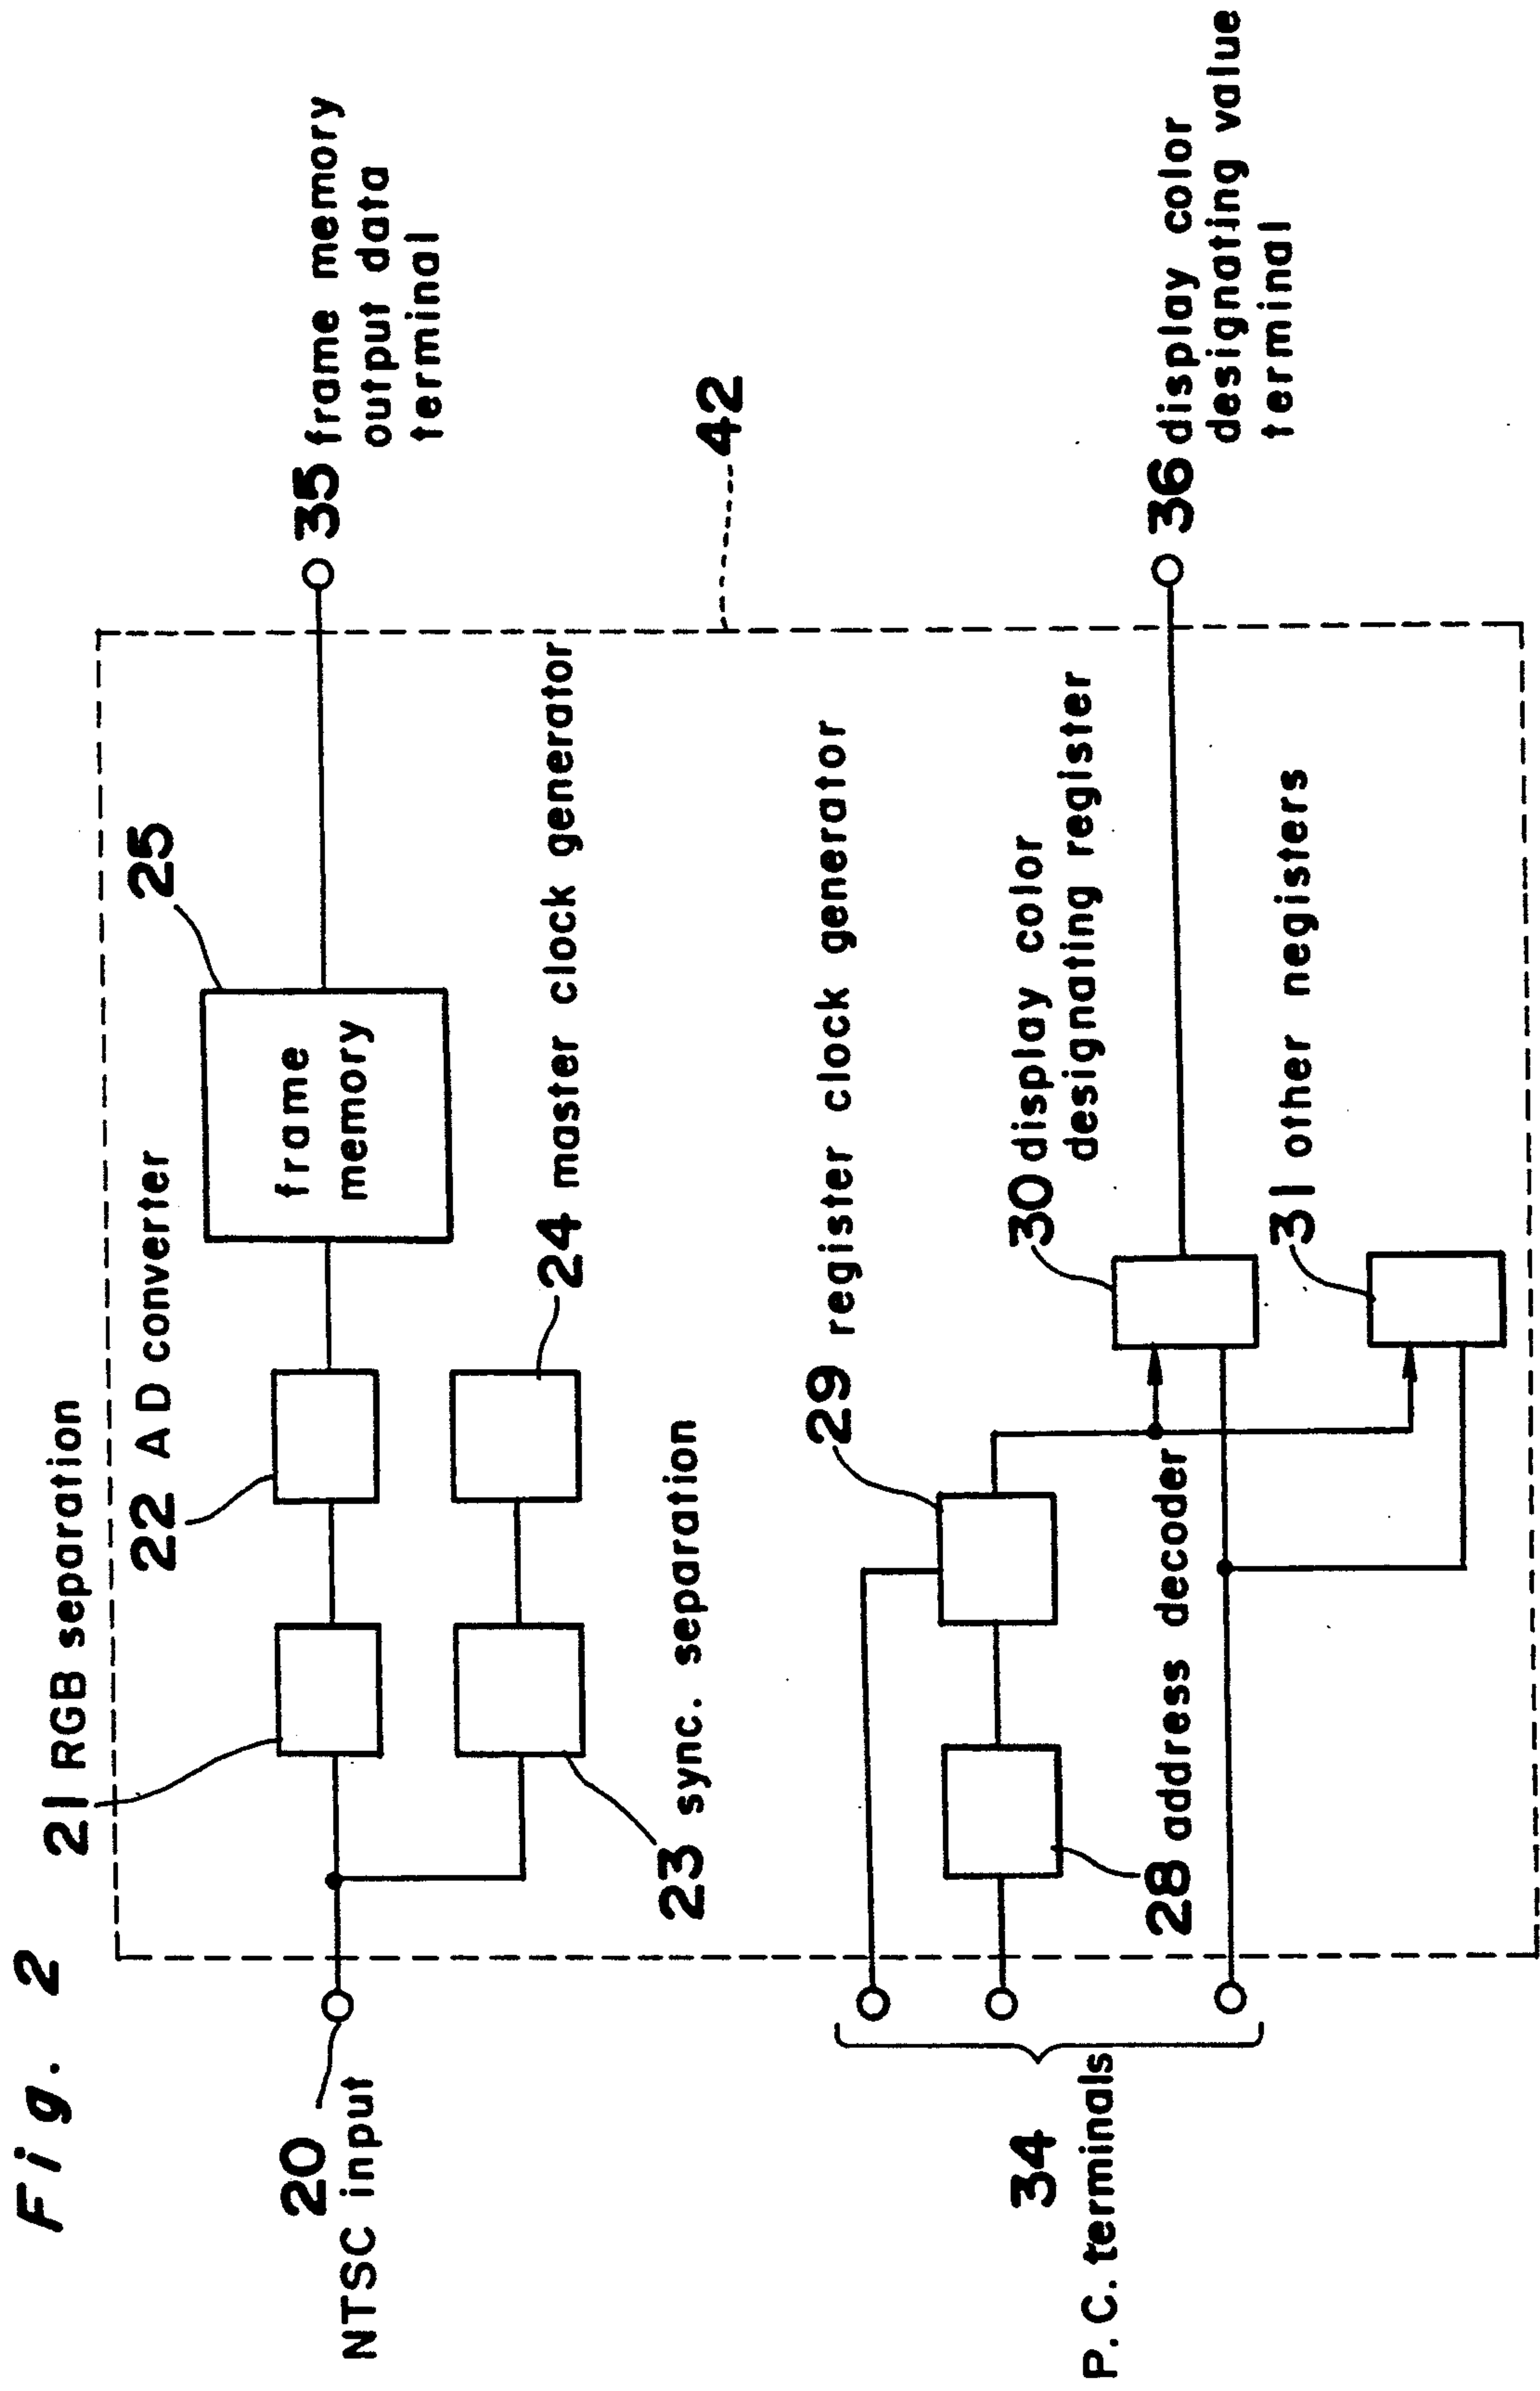 Fig. 2
21 RGB separation
22 AD converter
25
35 frame memory
output data
terminal
20
NTSC input
frame
memory
24 master clock generator
23 sync. separation
42
29 register clock generator
30 display color
designating register
28 address decoder
36 display color
designating value
terminal
31 other negisters
34
P. C. terminals